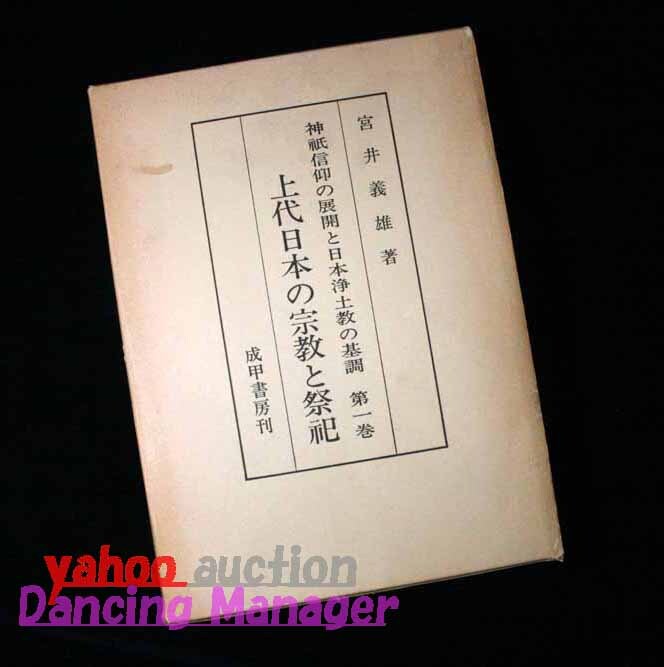 宮井義雄著
神祇信仰の展開と日本浄土教の基調 第一巻
上代日本の宗教と祭祀
成甲書房刊
yahoo auction
Dancing Manager